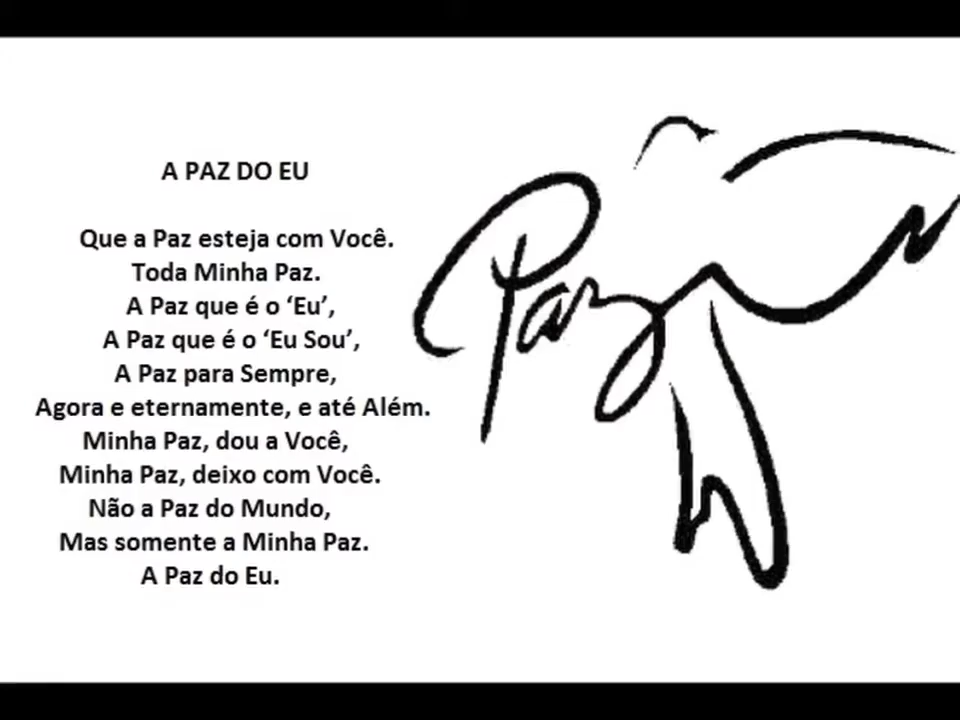 A PAZ DO EU
Que a Paz esteja com Você.
Toda Minha Paz.
A Paz que é o ‘Eu’,
A Paz que é o ‘Eu Sou’,
A Paz para Sempre,
Agora e eternamente, e até Além.
Minha Paz, dou a Você,
Minha Paz, deixo com Você.
Não a Paz do Mundo,
Mas somente a Minha Paz.
A Paz do Eu.
Paz